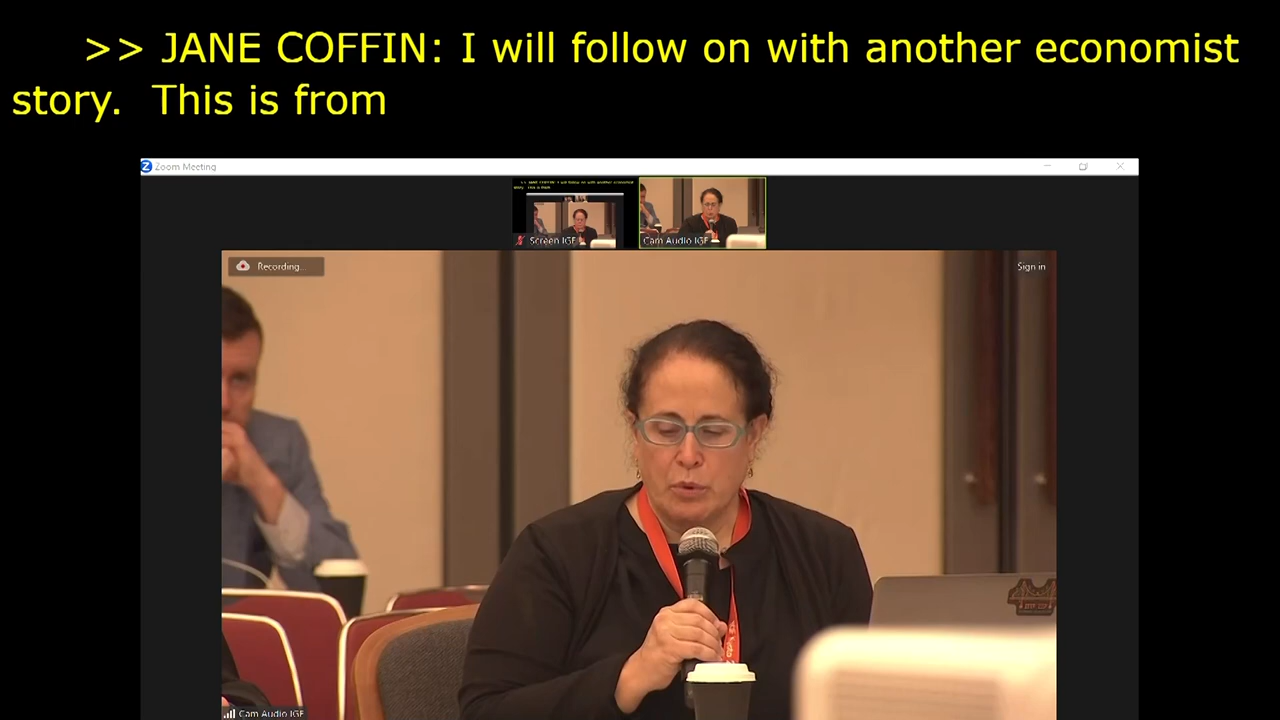 >> JANE COFFIN: I will follow on with another economist
story.  This is from
Zoom Meeting
Screen IGF
Cam Audio IGF
Recording...
Sign in
Cam Audio IGF